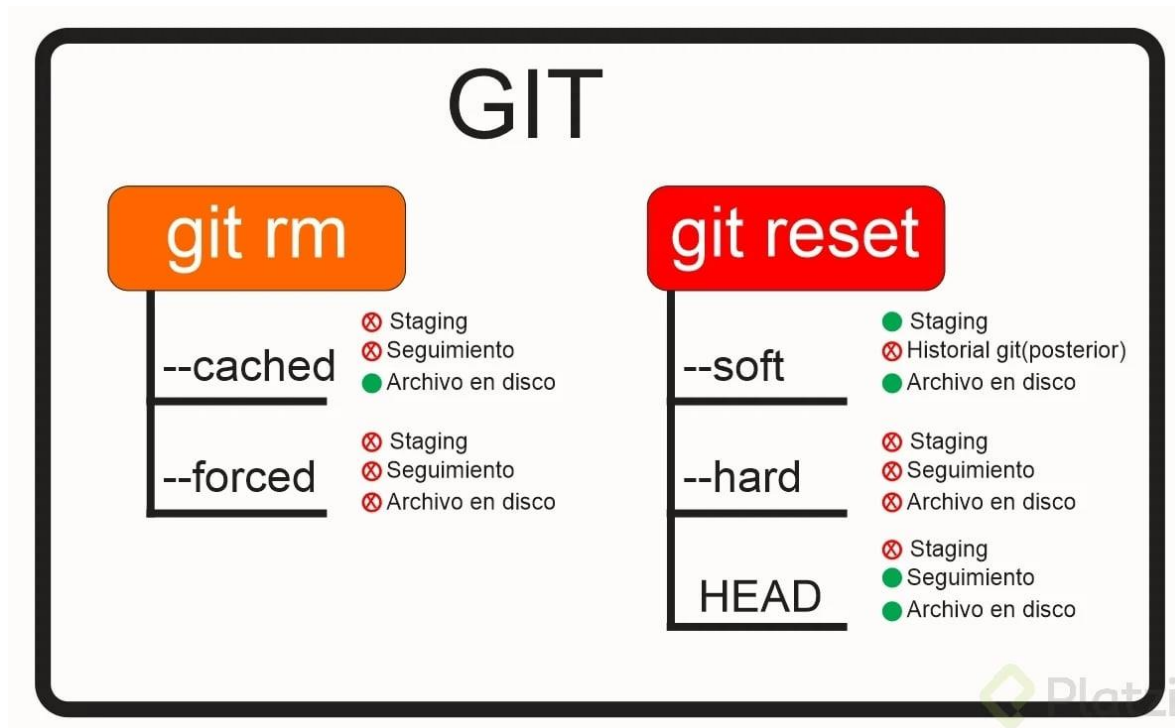 GIT
git rm
--cached
Staging
Seguimiento
Archivo en disco
--forced
Staging
Seguimiento
Archivo en disco
git reset
--soft
Staging
Historial git(posterior)
Archivo en disco
--hard
Staging
Seguimiento
Archivo en disco
HEAD
Staging
Seguimiento
Archivo en disco
Platzi